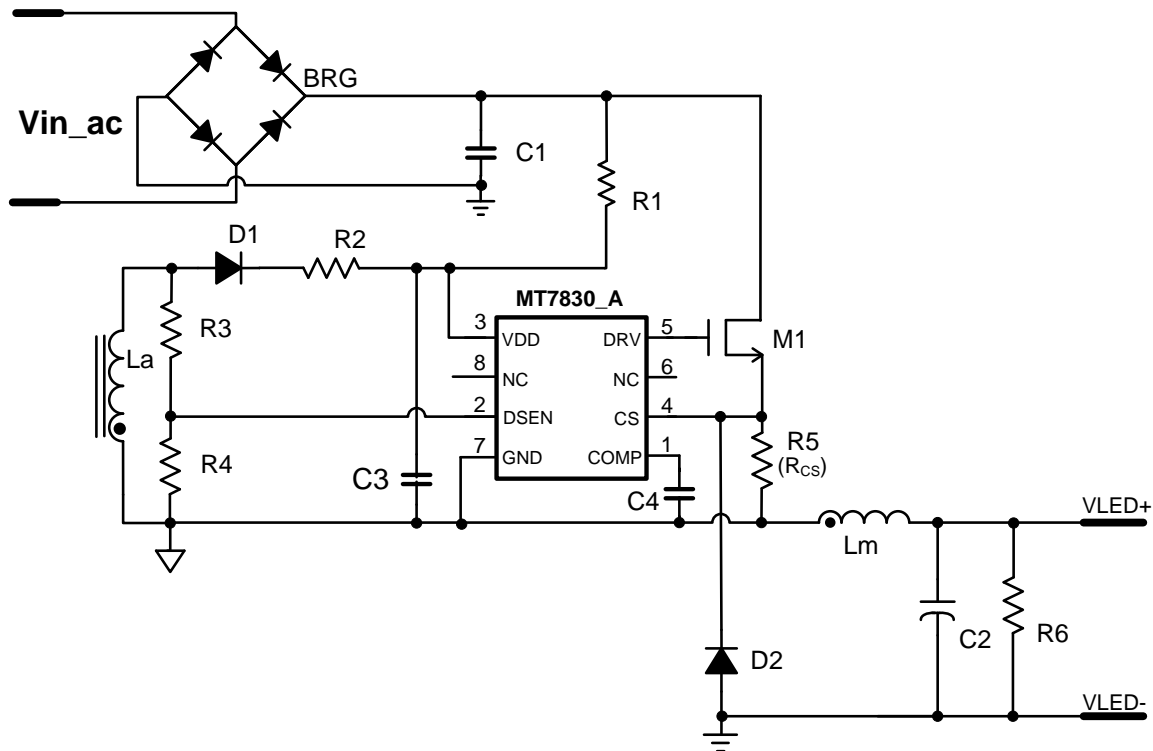 BRG
Vin_ac
C1
R1
D1
R2
MT7830_A
R3
3
VDD
DRV
5
M1
La
8
NC
NC
6
2
DSEN
CS
4
R4
7
GND
COMP
1
R5
(RCS)
C3
C4
VLED+
Lm
C2
R6
D2
VLED-